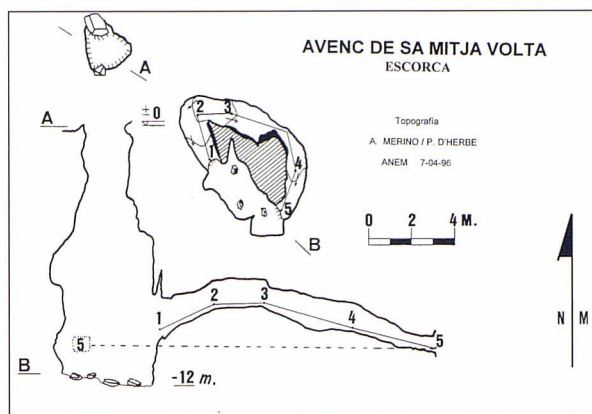 AVENC DE SA MITJA VOLTA
ESCORCA
Topografía
A. MERINO / P. D'HERBE
ANEM 7-04-96
0 2 4 M.
N M
A
A
±0
2 3
1
4
5
B
1 2 3 4 5
5
B
-12 m.